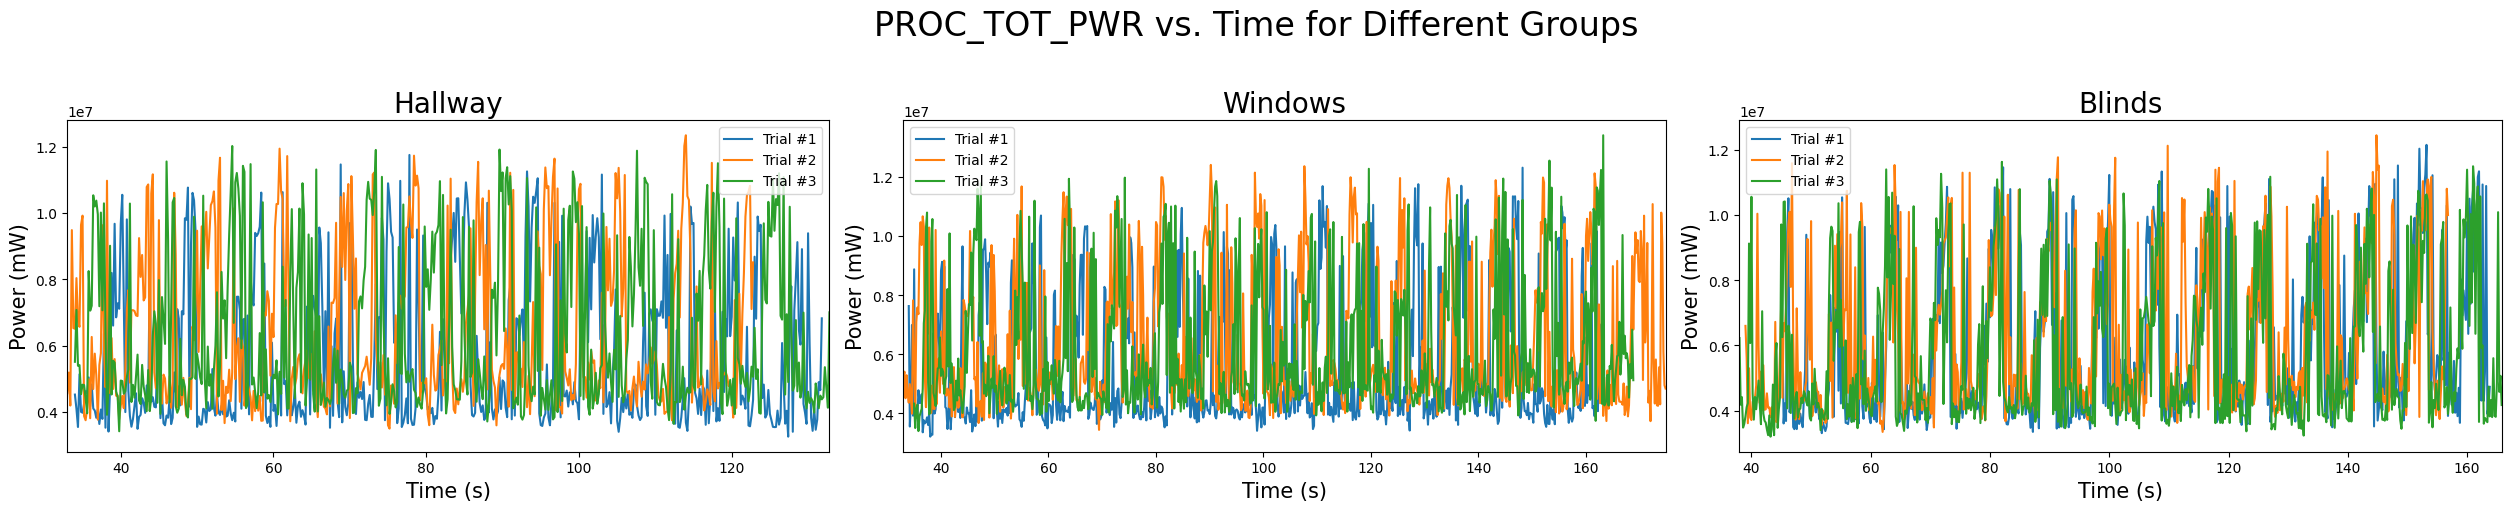 PROC_TOT_PWR vs. Time for Different Groups
Hallway
1e7
Power (mW)
1.2
1.0
0.8
0.6
0.4
Trial #1
Trial #2
Trial #3
40 60 80 100 120
Time (s)
Windows
1e7
Power (mW)
1.2
1.0
0.8
0.6
0.4
Trial #1
Trial #2
Trial #3
40 60 80 100 120 140 160
Time (s)
Blinds
1e7
Power (mW)
1.2
1.0
0.8
0.6
0.4
Trial #1
Trial #2
Trial #3
40 60 80 100 120 140 160
Time (s)